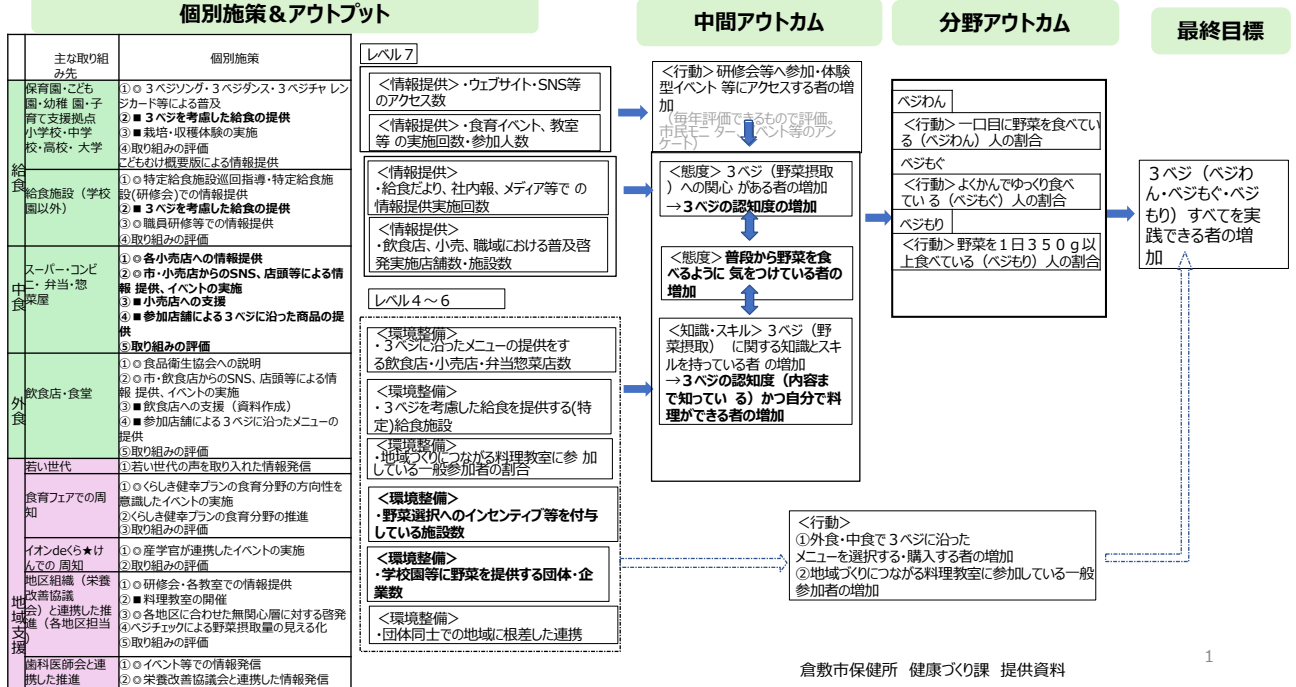 個別施策＆アウトプット
中間アウトカム
分野アウトカム
最終目標
主な取り組
み先
個別施策
給食
保育園・こども
園・幼稚 園・子
育て支援拠点
小学校・中学
校・高校・ 大学
①◎３ベジソング・３ベジダンス・３ベジチャ レン
ジカード等による普及
②■３ベジを考慮した給食の提供
③■栽培・収穫体験の実施
④取り組みの評価
こどもむけ概要版による情報提供
給食施設（学校
園以外）
①◎特定給食施設巡回指導・特定給食施
設(研修会)での情報提供
②■３ベジを考慮した給食の提供
③◎職員研修等での情報提供
④取り組みの評価
中食
スーパー・コンビ
ニ・ 弁当・惣
菜屋
①◎各小売店への情報提供
②◎市・小売店からのSNS、店頭等による情
報 提供、イベントの実施
③■小売店への支援
④■参加店舗による３ベジに沿った商品の提
供
⑤取り組みの評価
外食
飲食店・食堂
①◎食品衛生協会への説明
②◎市・飲食店からのSNS、店頭等による情
報 提供、イベントの実施
③■飲食店への支援（資料作成）
④■参加店舗による３ベジに沿ったメニューの
提供
⑤取り組みの評価
地域支援
若い世代
①若い世代の声を取り入れた情報発信
食育フェアでの周
知
①◎くらしき健幸プランの食育分野の方向性を
意識したイベントの実施
②くらしき健幸プランの食育分野の推進
③取り組みの評価
イオンdeくら★け
んでの 周知
①◎産学官が連携したイベントの実施
②取り組みの評価
地区組織（栄養
改善協議
会）と連携した推
進（各地区担当
）
①◎研修会・各教室での情報提供
②■料理教室の開催
③◎各地区に合わせた無関心層に対する啓発
④ベジチェックによる野菜摂取量の見える化
⑤取り組みの評価
歯科医師会と連
携した推進
①◎イベント等での情報発信
②◎栄養改善協議会と連携した情報発信
レベル７
＜情報提供＞・ウェブサイト・SNS等
のアクセス数
＜情報提供＞・食育イベント、教室
等 の実施回数・参加人数
＜情報提供＞
・給食だより、社内報、メディア等で の
情報提供実施回数
＜情報提供＞
・飲食店、小売、職域における普及啓
発実施店舗数・施設数
レベル４～６
＜環境整備＞
・３ベジに沿ったメニューの提供をす
る飲食店・小売店・弁当惣菜店数
＜環境整備＞
・３ベジを考慮した給食を提供する(特
定)給食施設
＜環境整備＞
・地域づくりにつながる料理教室に参 加
している一般参加者の割合
＜環境整備＞
・野菜選択へのインセンティブ等を付与
している施設数
＜環境整備＞
・学校園等に野菜を提供する団体・企
業数
＜環境整備＞
・団体同士での地域に根差した連携
＜行動＞研修会等へ参加・体験
型イベント 等にアクセスする者の増
加
（毎年評価できるもので評価。
市民モニ ター、イベント等のアン
ケート）
＜態度＞３ベジ（野菜摂取
）への関心 がある者の増加
→３ベジの認知度の増加
＜態度＞普段から野菜を食
べるように 気をつけている者の
増加
＜知識・スキル＞３ベジ（野
菜摂取） に関する知識とスキ
ルを持っている者 の増加
→３ベジの認知度（内容ま
で知ってい る）かつ自分で料
理ができる者の増加
ベジわん
＜行動＞一口目に野菜を食べてい
る（ベジわん）人の割合
ベジもぐ
＜行動＞よくかんでゆっくり食べ
てい る（ベジもぐ）人の割合
ベジもり
＜行動＞野菜を１日３５０ｇ以
上食べている（ベジもり）人の割合
３ベジ（ベジわ
ん・ベジもぐ・ベジ
もり）すべてを実
践できる者の増
加
＜行動＞
①外食・中食で３ベジに沿った
メニューを選択する・購入する者の増加
②地域づくりにつながる料理教室に参加している一般
参加者の増加
倉敷市保健所 健康づくり課 提供資料
1